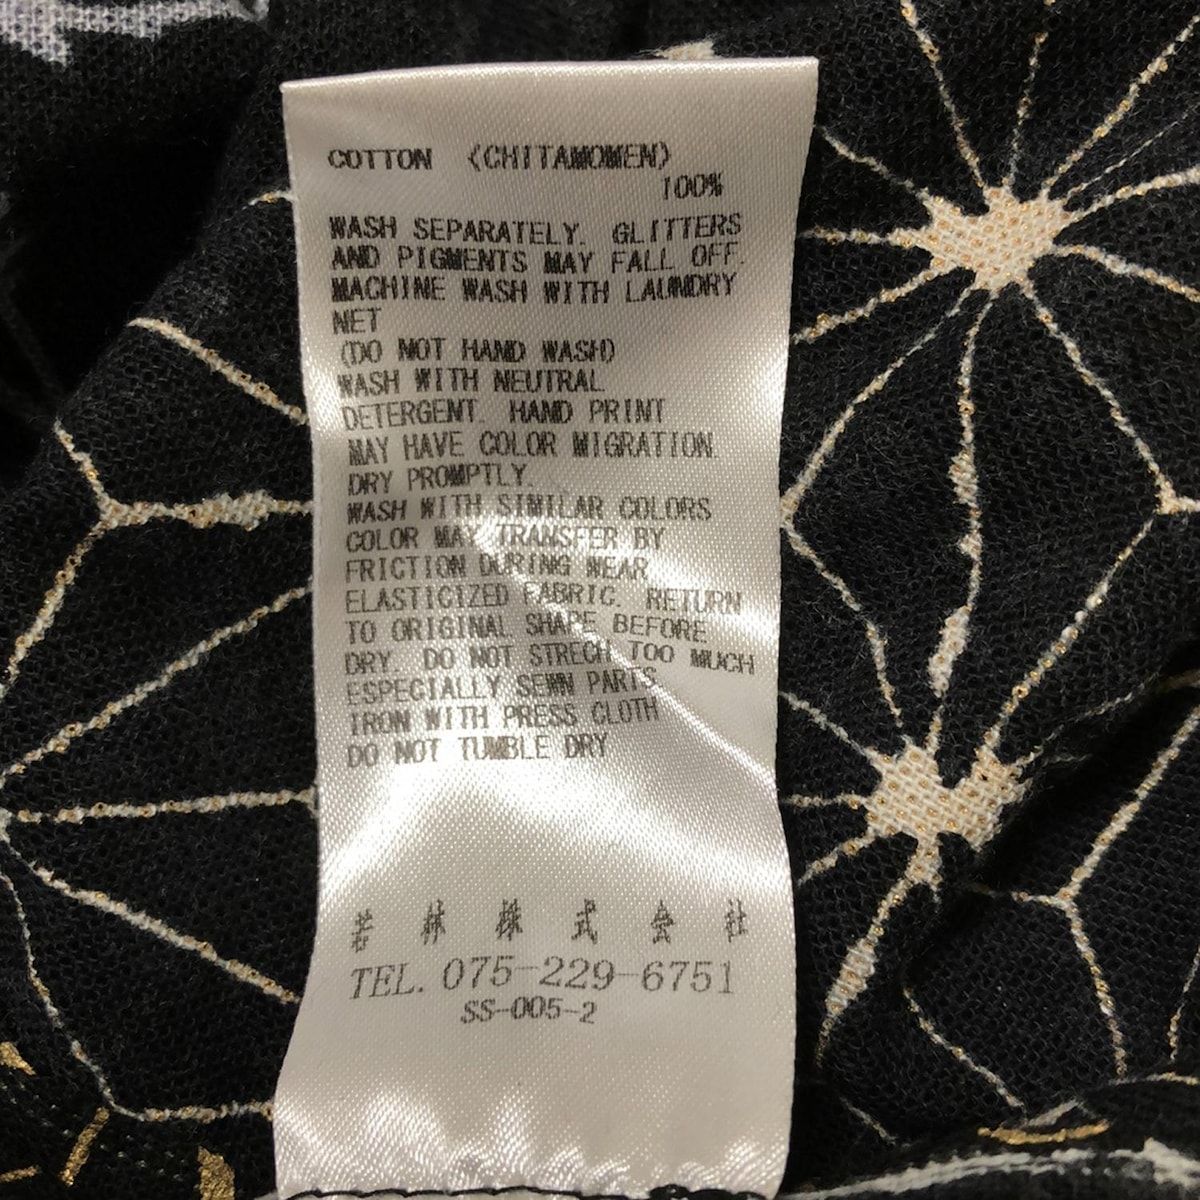 COTTON 〈CHITAMOMEN〉
100%
WASH SEPARATELY. GLITTERS
AND PIGMENTS MAY FALL OFF.
MACHINE WASH WITH LAUNDRY
NET
(DO NOT HAND WASH)
WASH WITH NEUTRAL
DETERGENT. HAND PRINT
MAY HAVE COLOR MIGRATION.
DRY PROMPTLY.
WASH WITH SIMILAR COLORS
COLOR MAY TRANSFER BY
FRICTION DURING WEAR
ELASTICIZED FABRIC. RETURN
TO ORIGINAL SHAPE BEFORE
DRY. DO NOT STRECH TOO MUCH
ESPECIALLY SEWN PARTS
IRON WITH PRESS CLOTH
DO NOT TUMBLE DRY
若林株式会社
TEL. 075-229-6751
SS-005-2